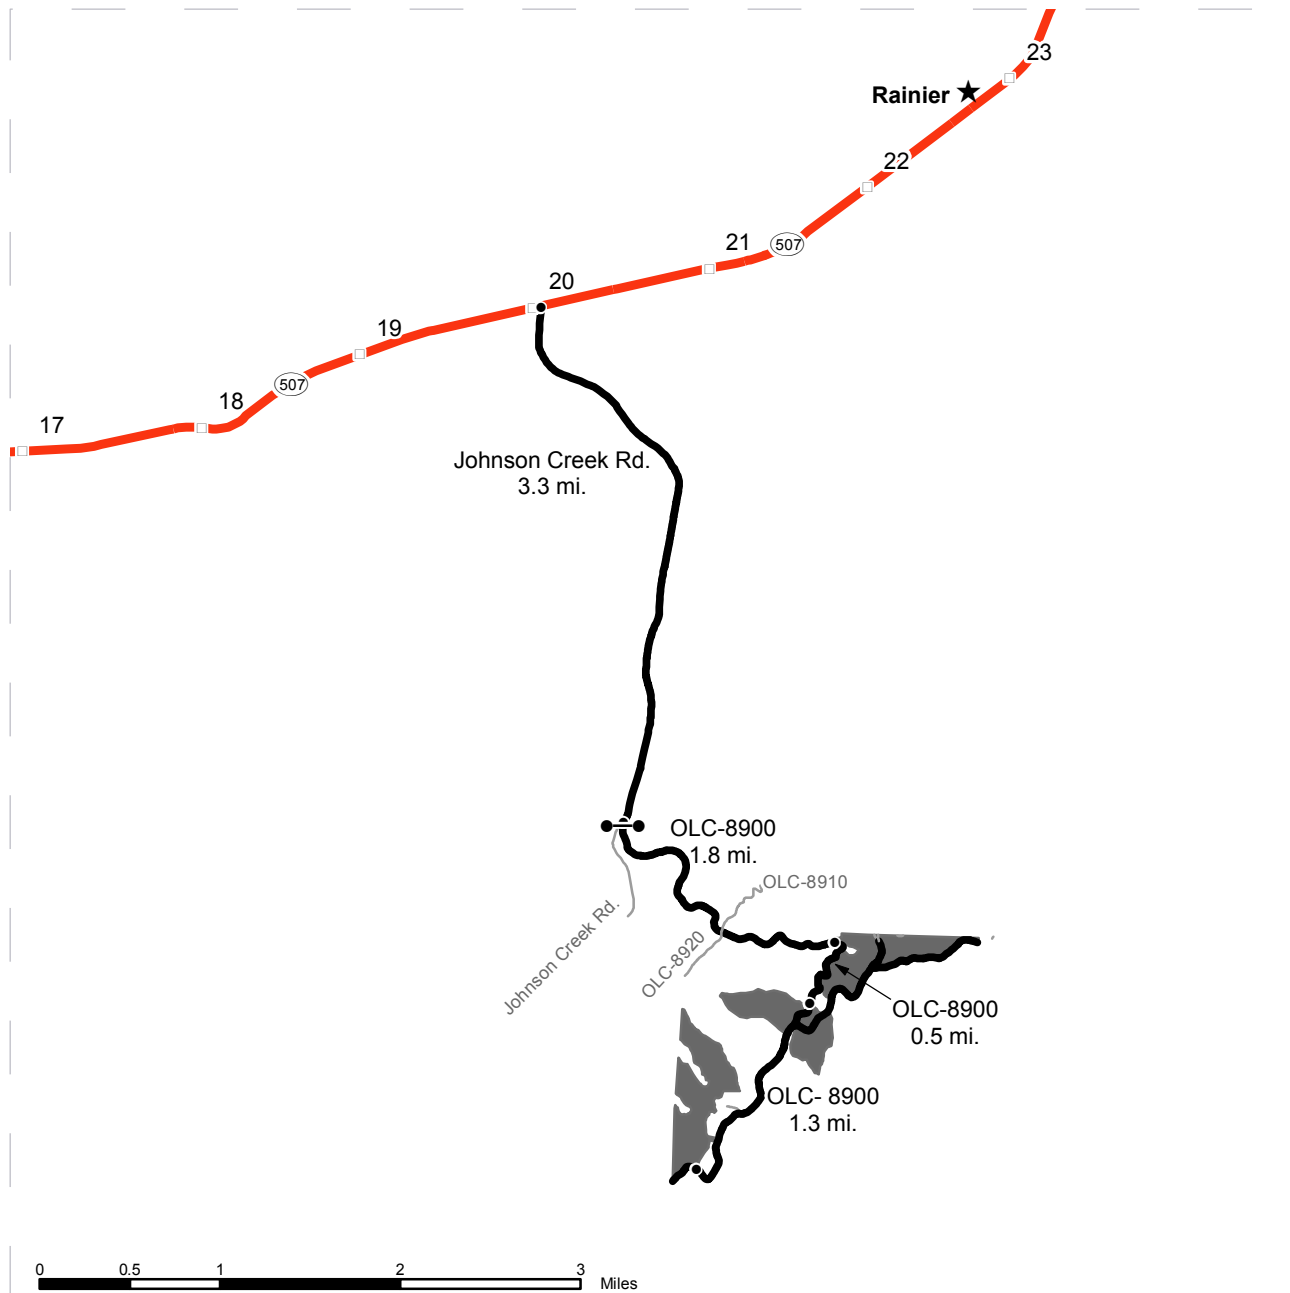 23
Rainier
22
21
507
20
19
507
18
17
Johnson Creek Rd.
3.3 mi.
OLC-8900
1.8 mi.
OLC-8910
Johnson Creek Rd.
OLC-8920
OLC-8900
0.5 mi.
OLC- 8900
1.3 mi.
0 0.5 1 2 3
Miles